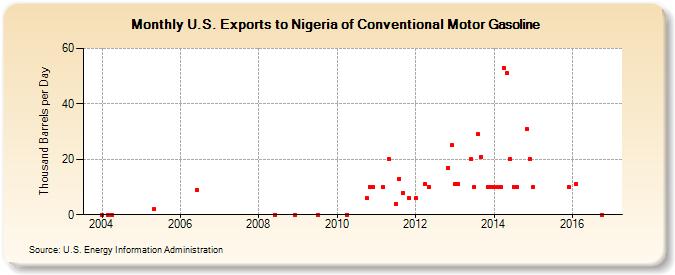 Monthly U.S. Exports to Nigeria of Conventional Motor Gasoline
Thousand Barrels per Day
60
40
20
0
2004 2006 2008 2010 2012 2014 2016
Source: U.S. Energy Information Administration